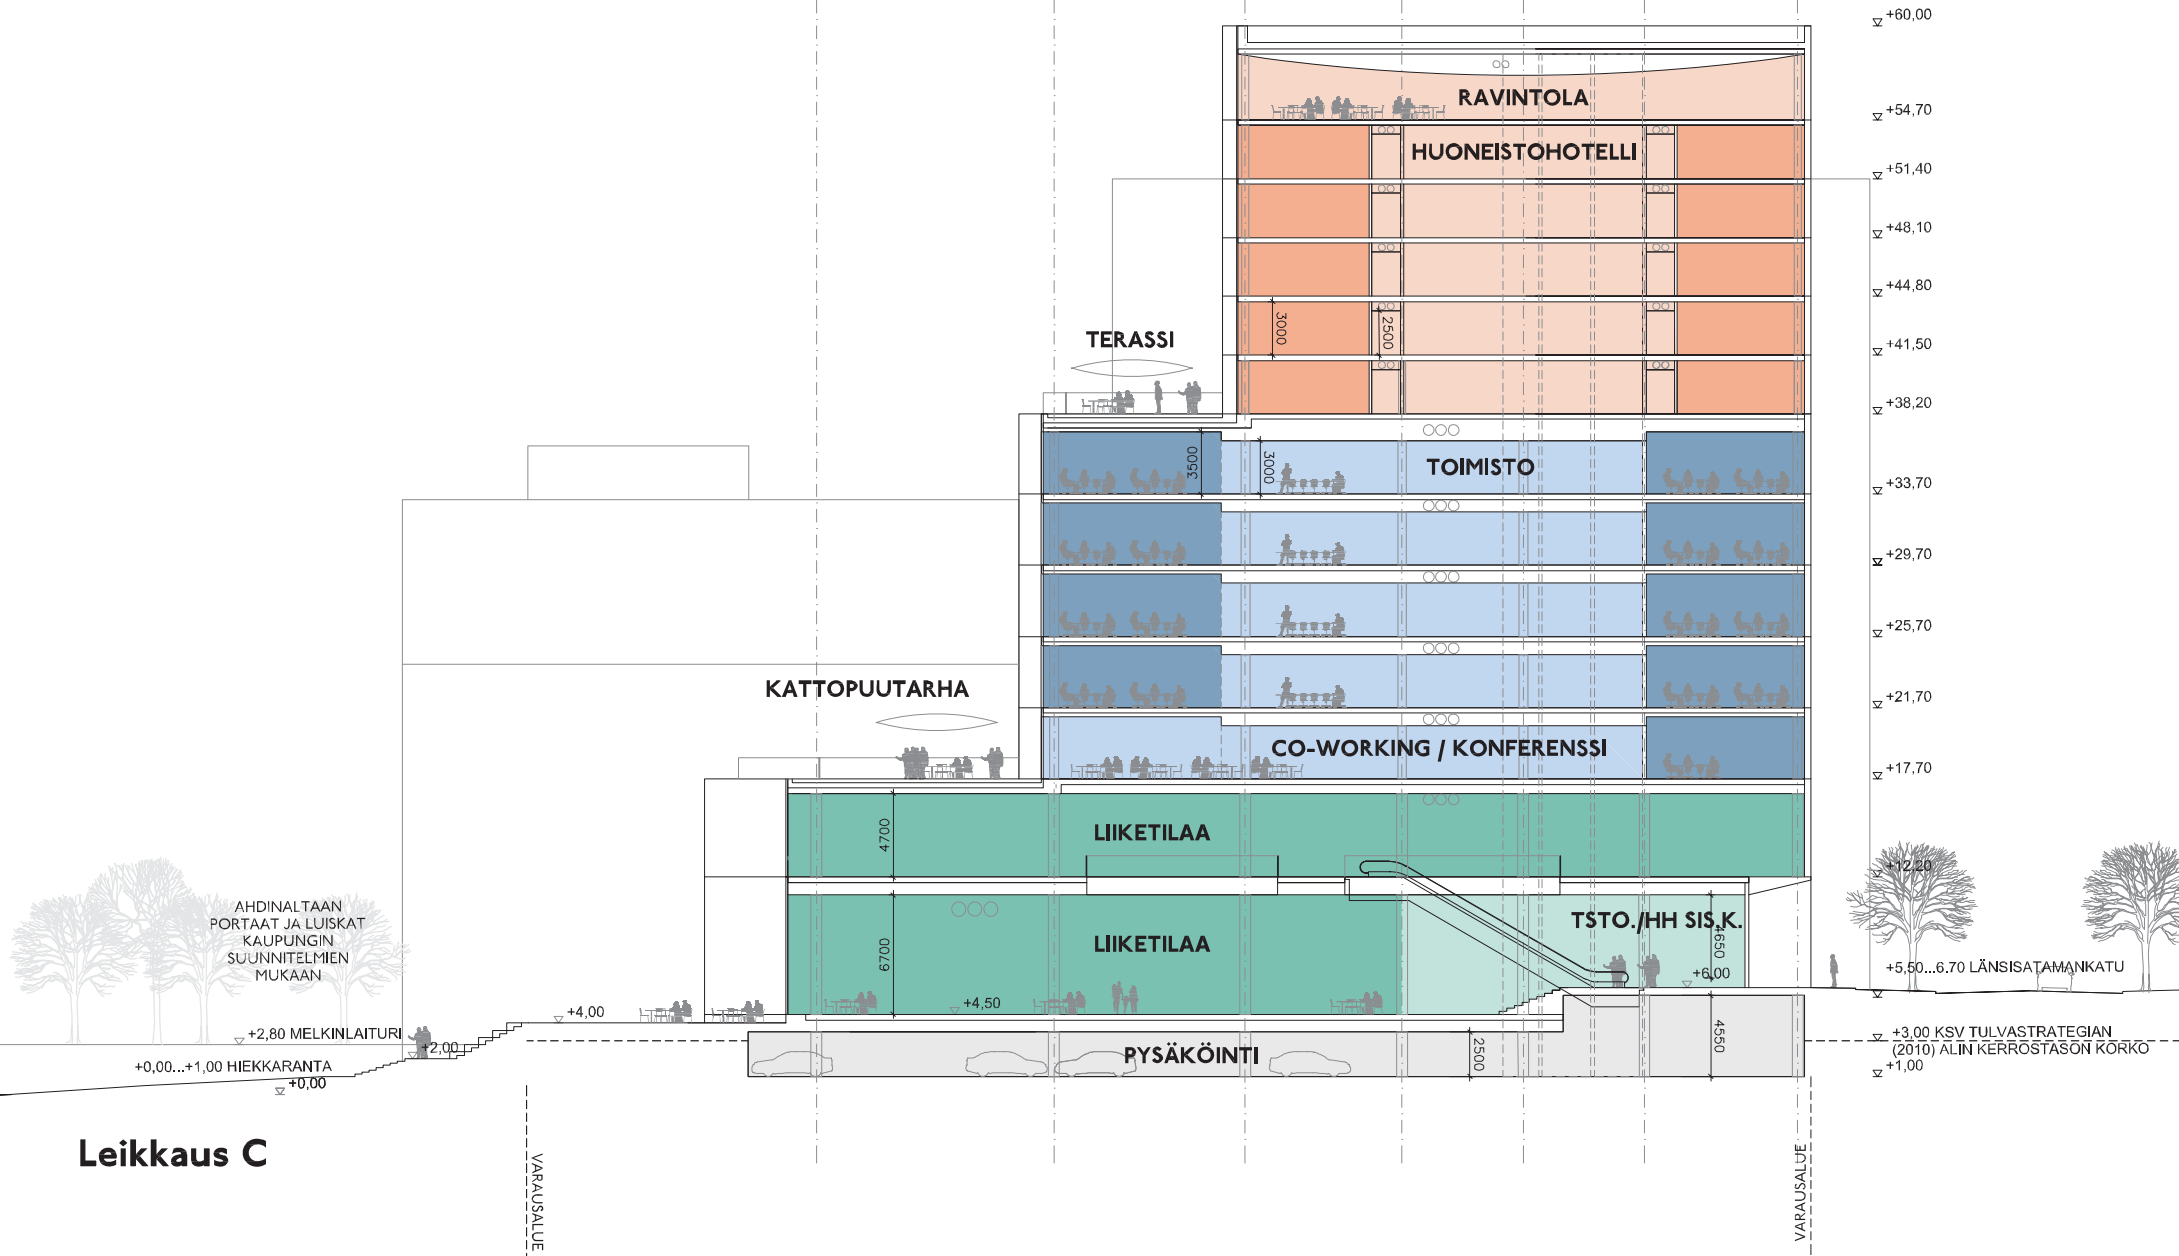 +60,00
RAVINTOLA
+54,70
HUONEISTOHOTELLI
+51,40
+48,10
+44,80
3000
2500
TERASSI
+41,50
+38,20
3500
3000
TOIMISTO
+33,70
+29,70
+25,70
KATTOPUUTARHA
+21,70
CO-WORKING / KONFERENSSI
+17,70
4700
LIIKETILAA
+12,20
AHDINALTAAN
PORTAAT JA LUISKAT
KAUPUNGIN
SUUNNITELMIEN
MUKAAN
6700
LIIKETILAA
TSTO./HH SIS.K.
4650
+6,00
+5,50...6.70 LÄNSISATAMANKATU
+4,50
+4,00
+2,80 MELKINLAITURI
+2,00
+0,00...+1,00 HIEKKARANTA
+0,00
PYSÄKÖINTI
2500
4550
+3,00 KSV TULVASTRATEGIAN
(2010) ALIN KERROSTASON KORKO
+1,00
Leikkaus C
VARAUSALUE
VARAUSALUE